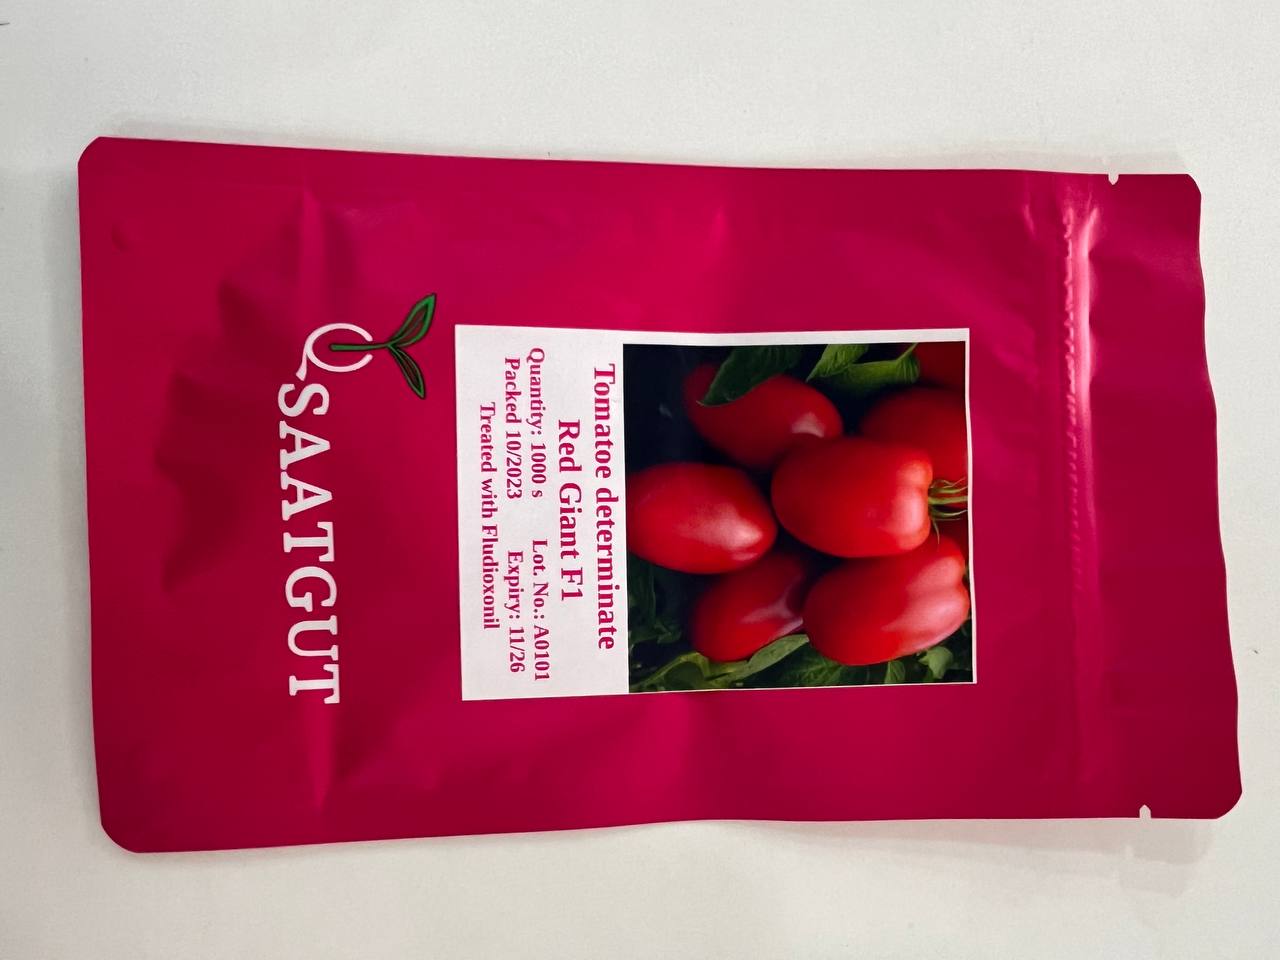 Tomatoe determinate
Red Giant F1
Quantity: 1000 s Lot. No.: A0101
Packed 10/2023 Expiry: 11/26
Treated with Fludioxonil
QSAATGUT